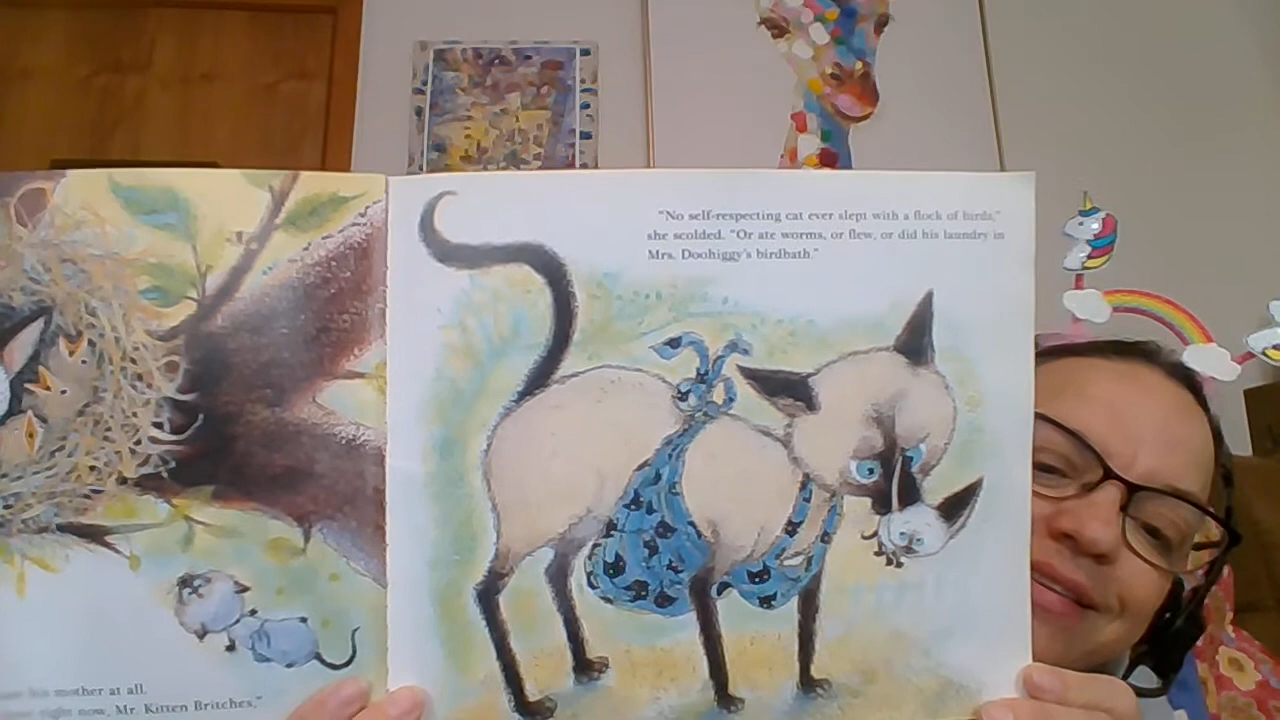 his mother at all.
right now, Mr. Kitten Britches,"
"No self-respecting cat ever slept with a flock of birds,"
she scolded. "Or ate worms, or flew, or did his laundry in
Mrs. Doohiggy's birdbath."